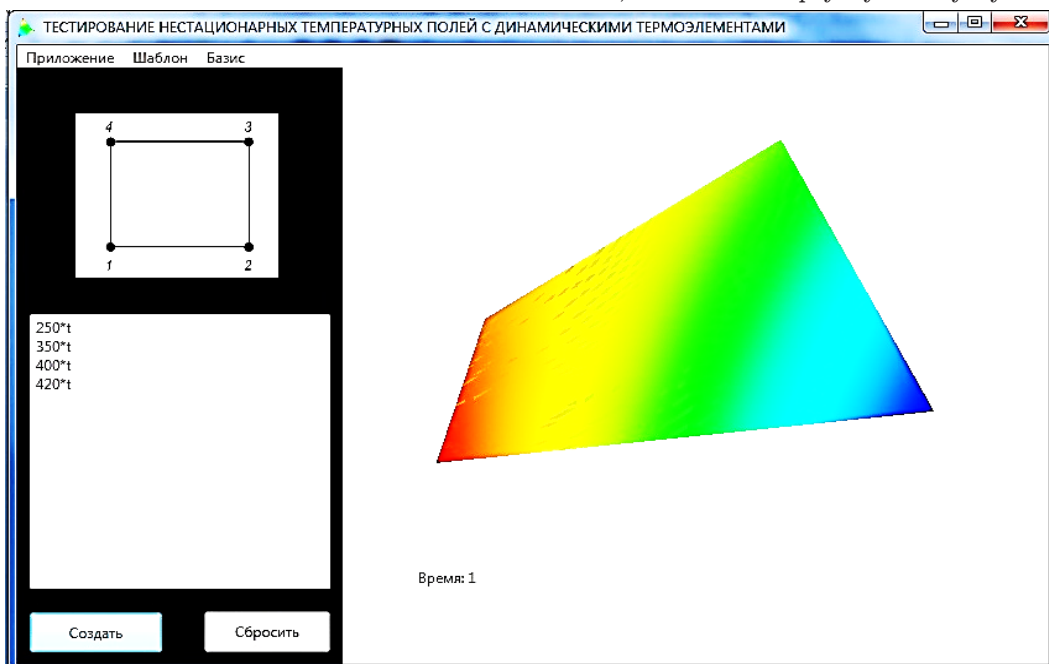 ТЕСТИРОВАНИЕ НЕСТАЦИОНАРНЫХ ТЕМПЕРАТУРНЫХ ПОЛЕЙ С ДИНАМИЧЕСКИМИ ТЕРМОЭЛЕМЕНТАМИ
Приложение Шаблон Базис
4 3
1 2
250*t
350*t
400*t
420*t
Время: 1
Создать Сбросить